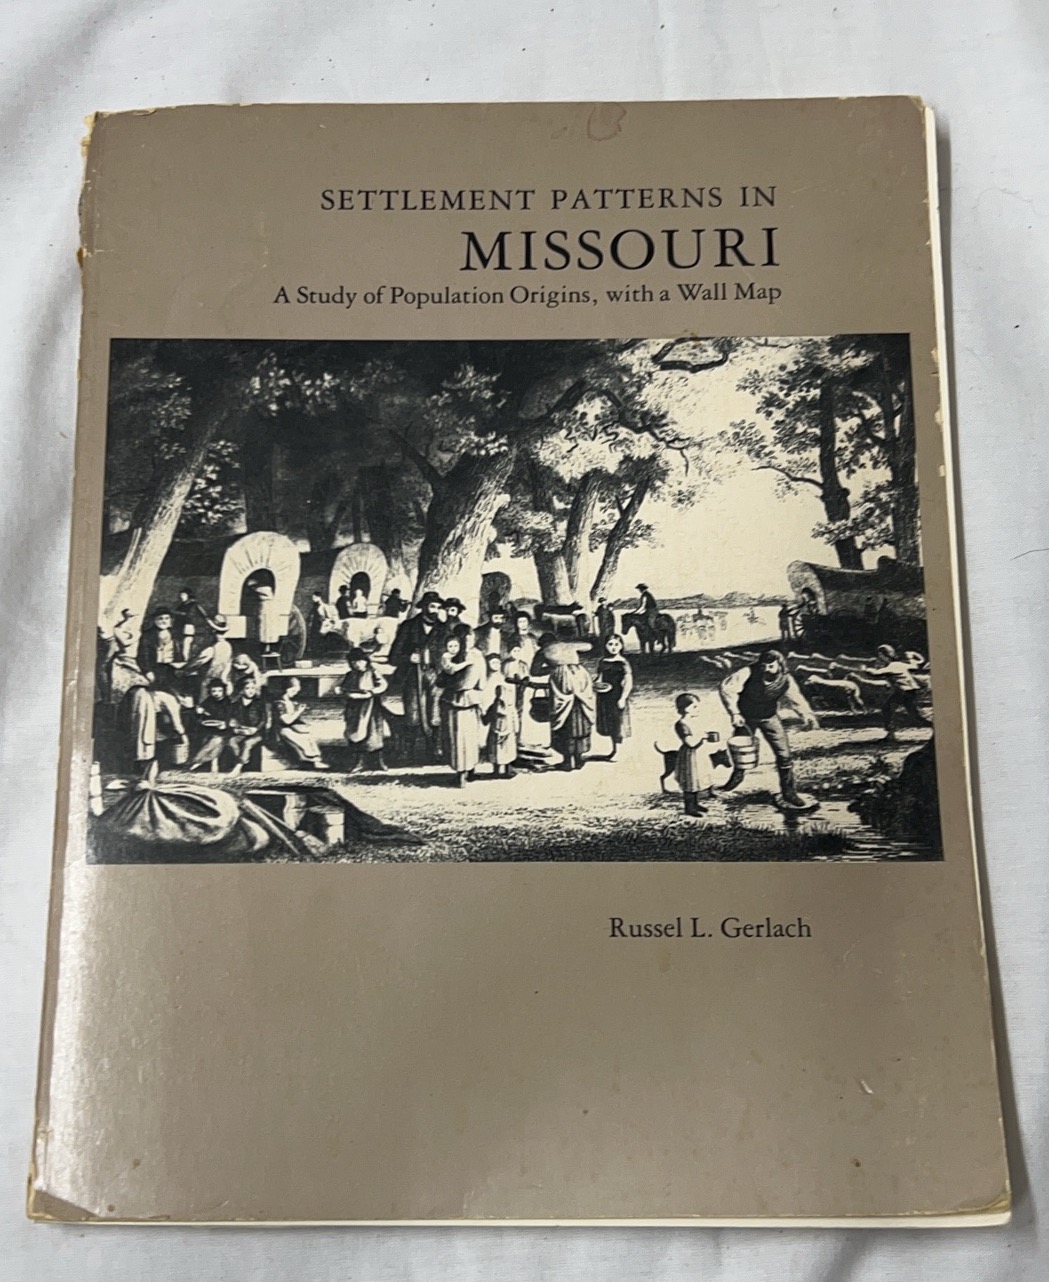 SETTLEMENT PATTERNS IN
MISSOURI
A Study of Population Origins, with a Wall Map
Russel L. Gerlach